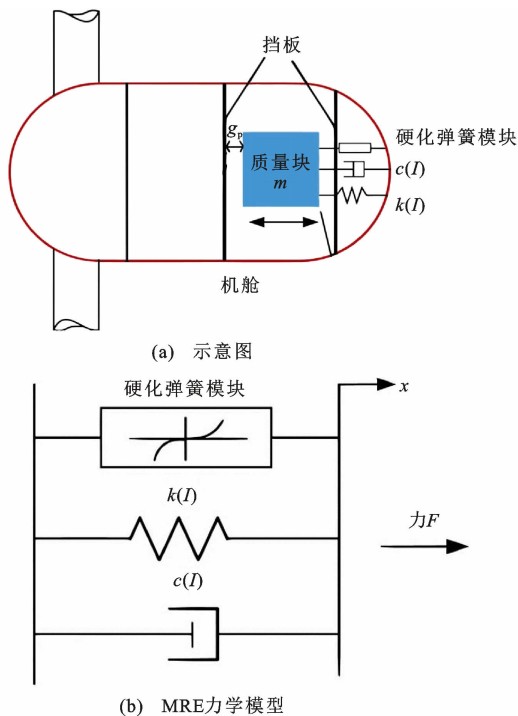 挡板
gp
质量块
m
硬化弹簧模块
c(I)
k(I)
机舱
(a) 示意图
硬化弹簧模块
x
k(I)
力F
c(I)
(b) MRE力学模型